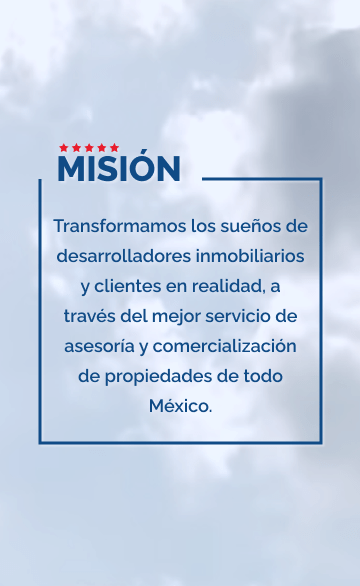 MISIÓN
Transformamos los sueños de
desarrolladores inmobiliarios
y clientes en realidad, a
través del mejor servicio de
asesoría y comercialización
de propiedades de todo
México.